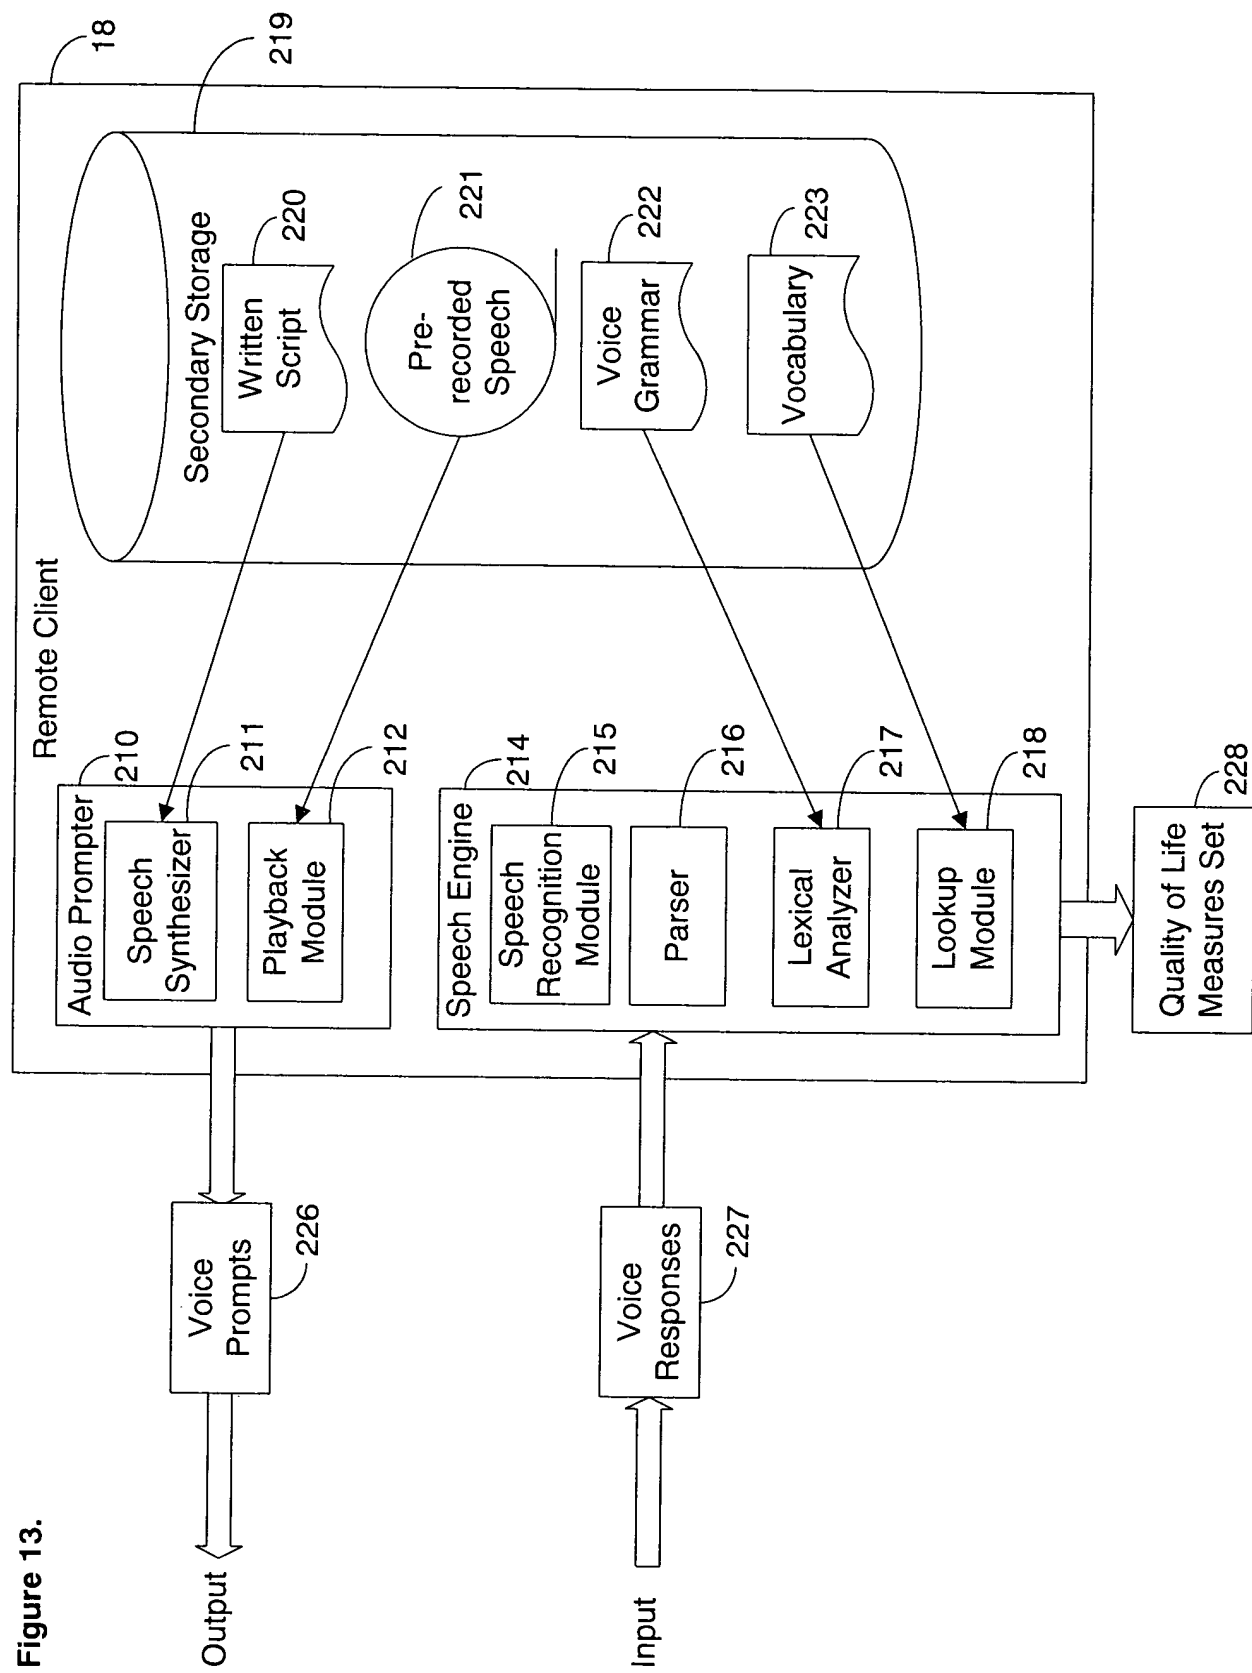 Figure 13.
Remote Client
18
Audio Prompter
210
Speech
Synthesizer
211
Playback
Module
212
Secondary Storage
219
Written
Script
220
Pre-
recorded
Speech
221
Voice
Grammar
222
Vocabulary
223
Speech Engine
214
Speech
Recognition
Module
215
Parser
216
Lexical
Analyzer
217
Lookup
Module
218
Output
Voice
Prompts
226
Input
Voice
Responses
227
Quality of Life
Measures Set
228